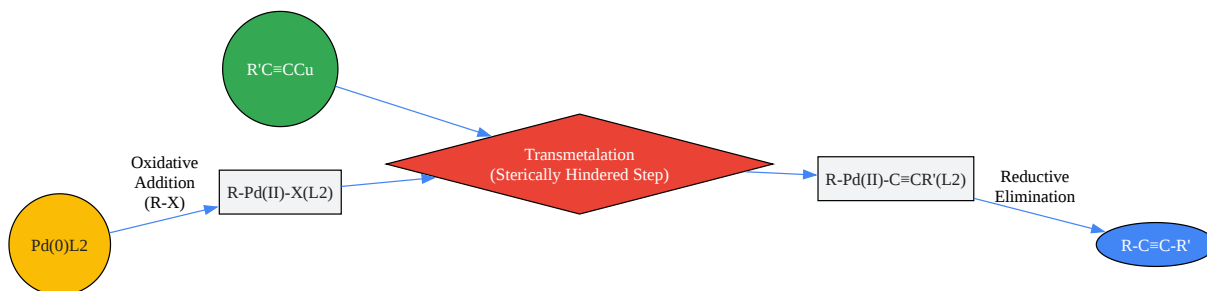 R'C≡CCu
Oxidative
Addition
(R-X)
Pd(0)L2
R-Pd(II)-X(L2)
Transmetalation
(Sterically Hindered Step)
R-Pd(II)-C≡CR'(L2)
Reductive
Elimination
R-C≡C-R'